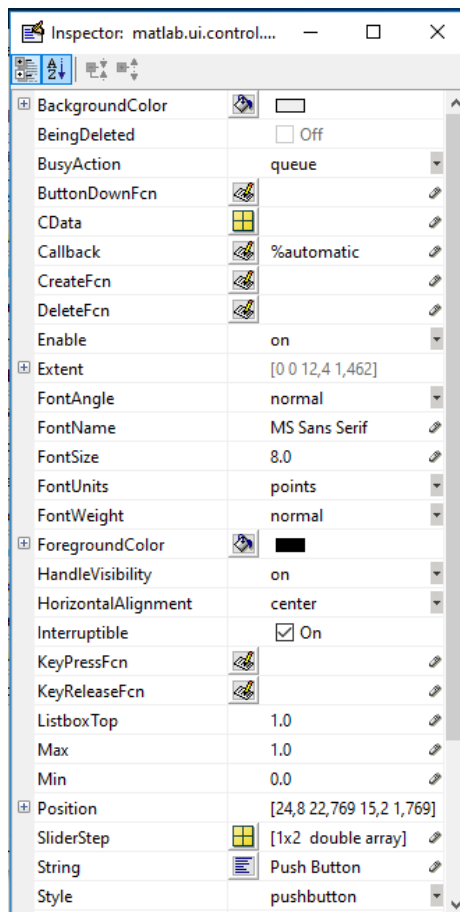 Inspector: matlab.ui.control....
BackgroundColor
BeingDeleted Off
BusyAction queue
ButtonDownFcn
CData
Callback %automatic
CreateFcn
DeleteFcn
Enable on
Extent [0 0 12,4 1,462]
FontAngle normal
FontName MS Sans Serif
FontSize 8.0
FontUnits points
FontWeight normal
ForegroundColor
HandleVisibility on
HorizontalAlignment center
Interruptible On
KeyPressFcn
KeyReleaseFcn
ListboxTop 1.0
Max 1.0
Min 0.0
Position [24,8 22,769 15,2 1,769]
SliderStep [1x2 double array]
String Push Button
Style pushbutton